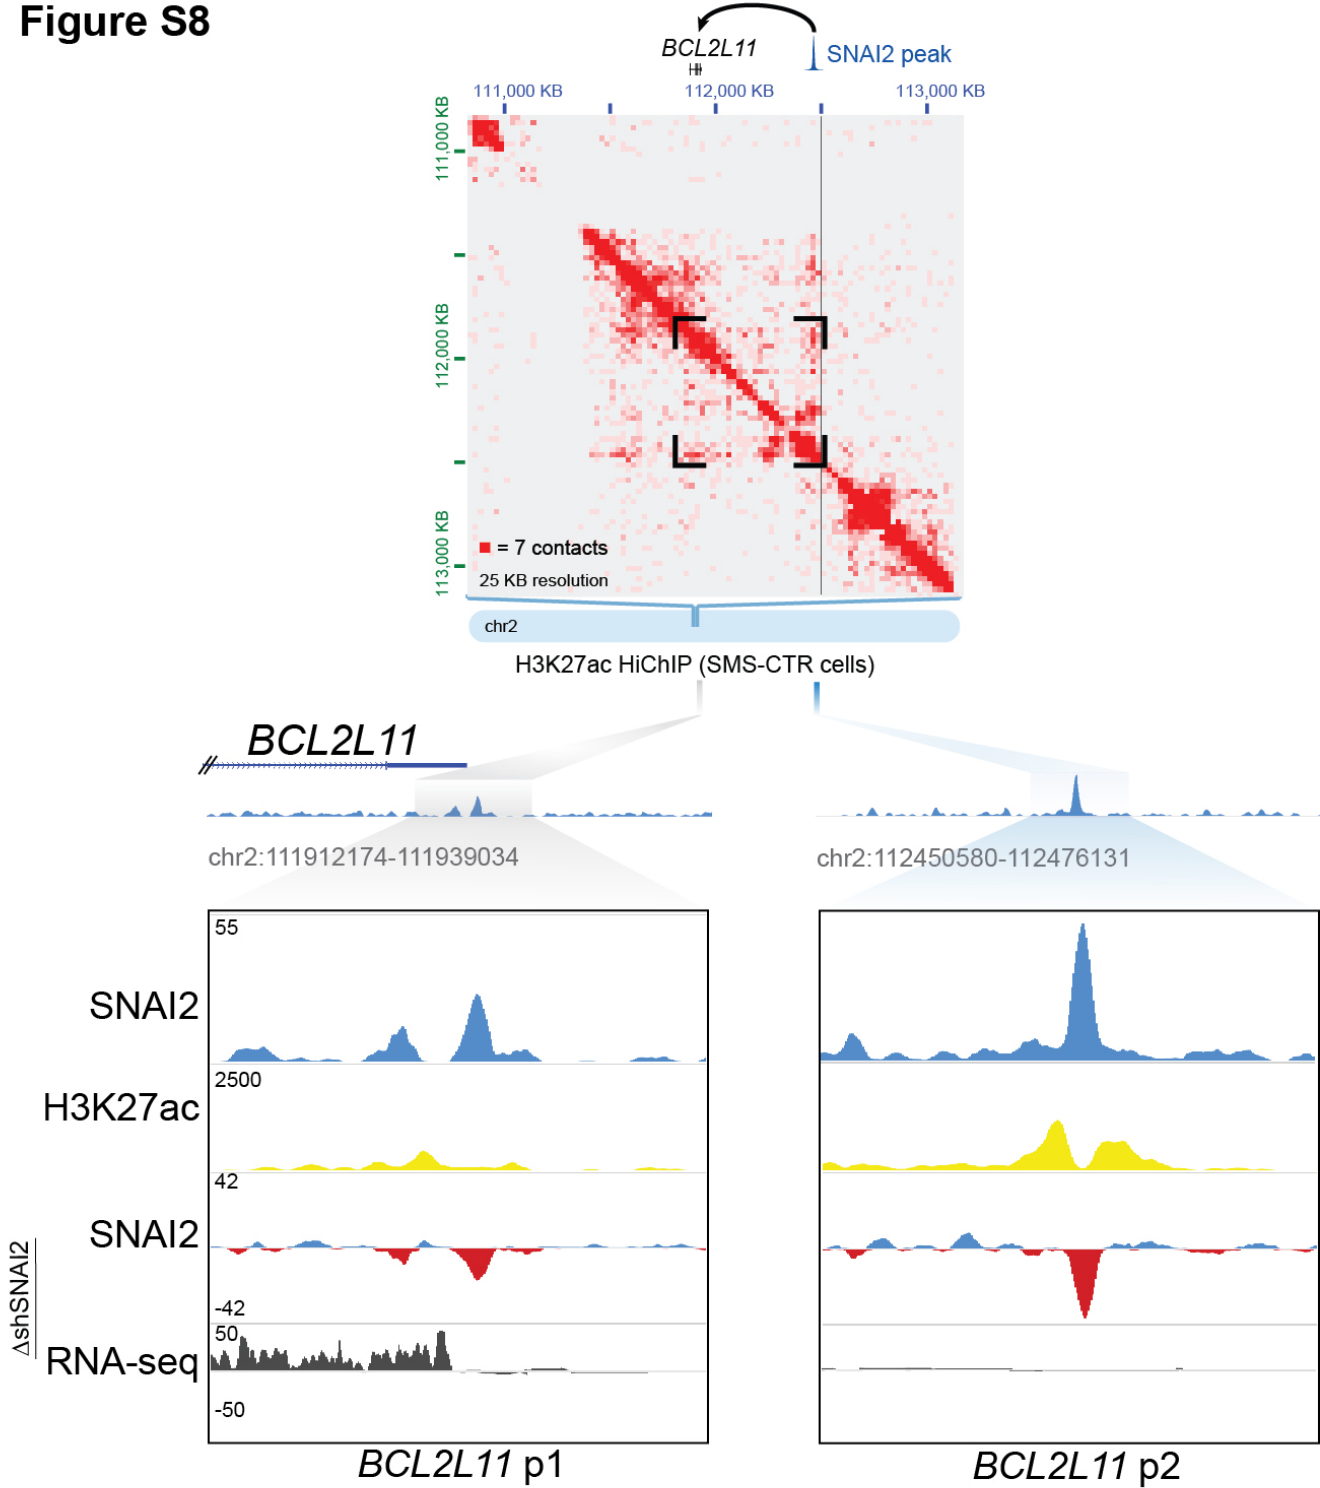 Figure S8
BCL2L11
SNAI2 peak
111,000 KB
112,000 KB
113,000 KB
111,000 KB
112,000 KB
113,000 KB
= 7 contacts
25 KB resolution
chr2
H3K27ac HiChIP (SMS-CTR cells)
BCL2L11
chr2:111912174-111939034
chr2:112450580-112476131
55
SNAI2
2500
H3K27ac
42
SNAI2
-42
ΔshSNAI2
50
RNA-seq
-50
BCL2L11 p1
BCL2L11 p2